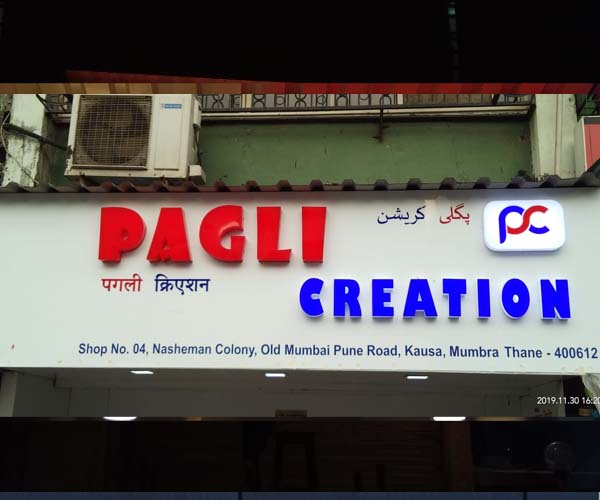 PAGLI
پگلی کریشن
PC
पगली क्रिएशन
CREATION
Shop No. 04, Nasheman Colony, Old Mumbai Pune Road, Kausa, Mumbra Thane - 400612
2019.11.30 16:20